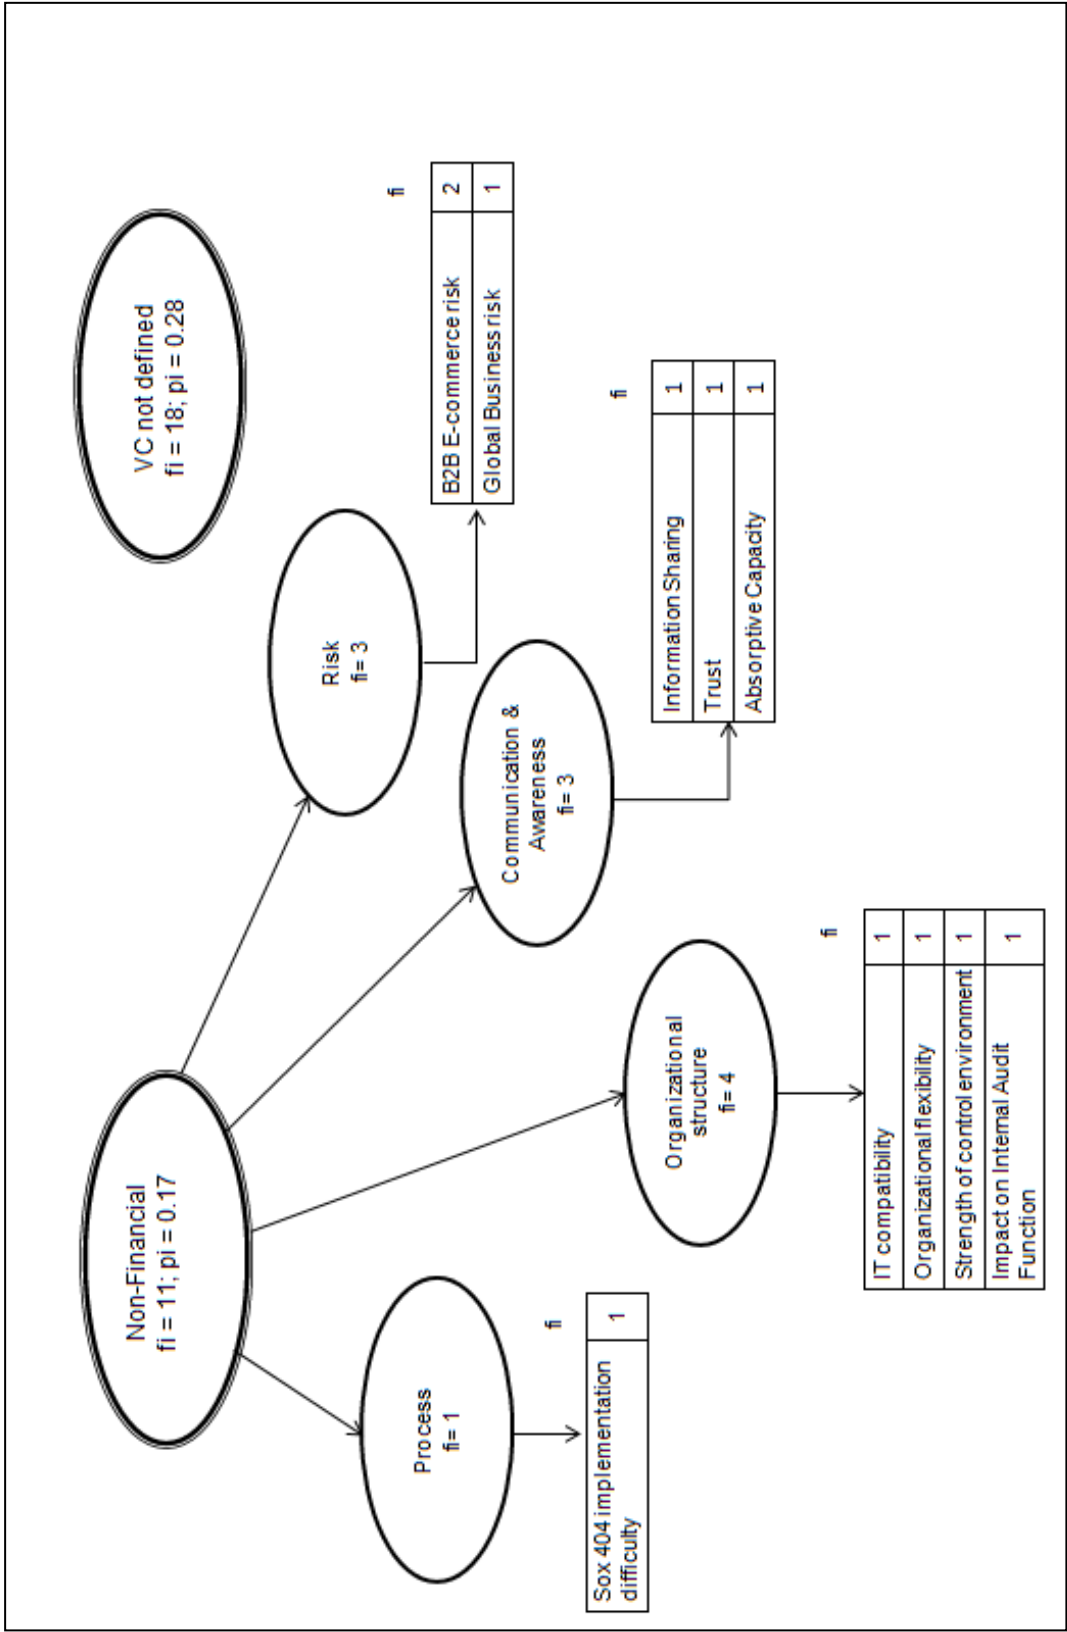 Non-Financial
fi = 11; pi = 0.17
VC not defined
fi = 18; pi = 0.28
Process
fi= 1
fi
Sox 404 implementation
difficulty
1
Organizational
structure
fi= 4
fi
IT compatibility 1
Organizational flexibility 1
Strength of control environment 1
Impact on Internal Audit
Function
1
Communication &
Awareness
fi= 3
fi
Information Sharing 1
Trust 1
Absorptive Capacity 1
Risk
fi= 3
fi
B2B E-commerce risk 2
Global Business risk 1